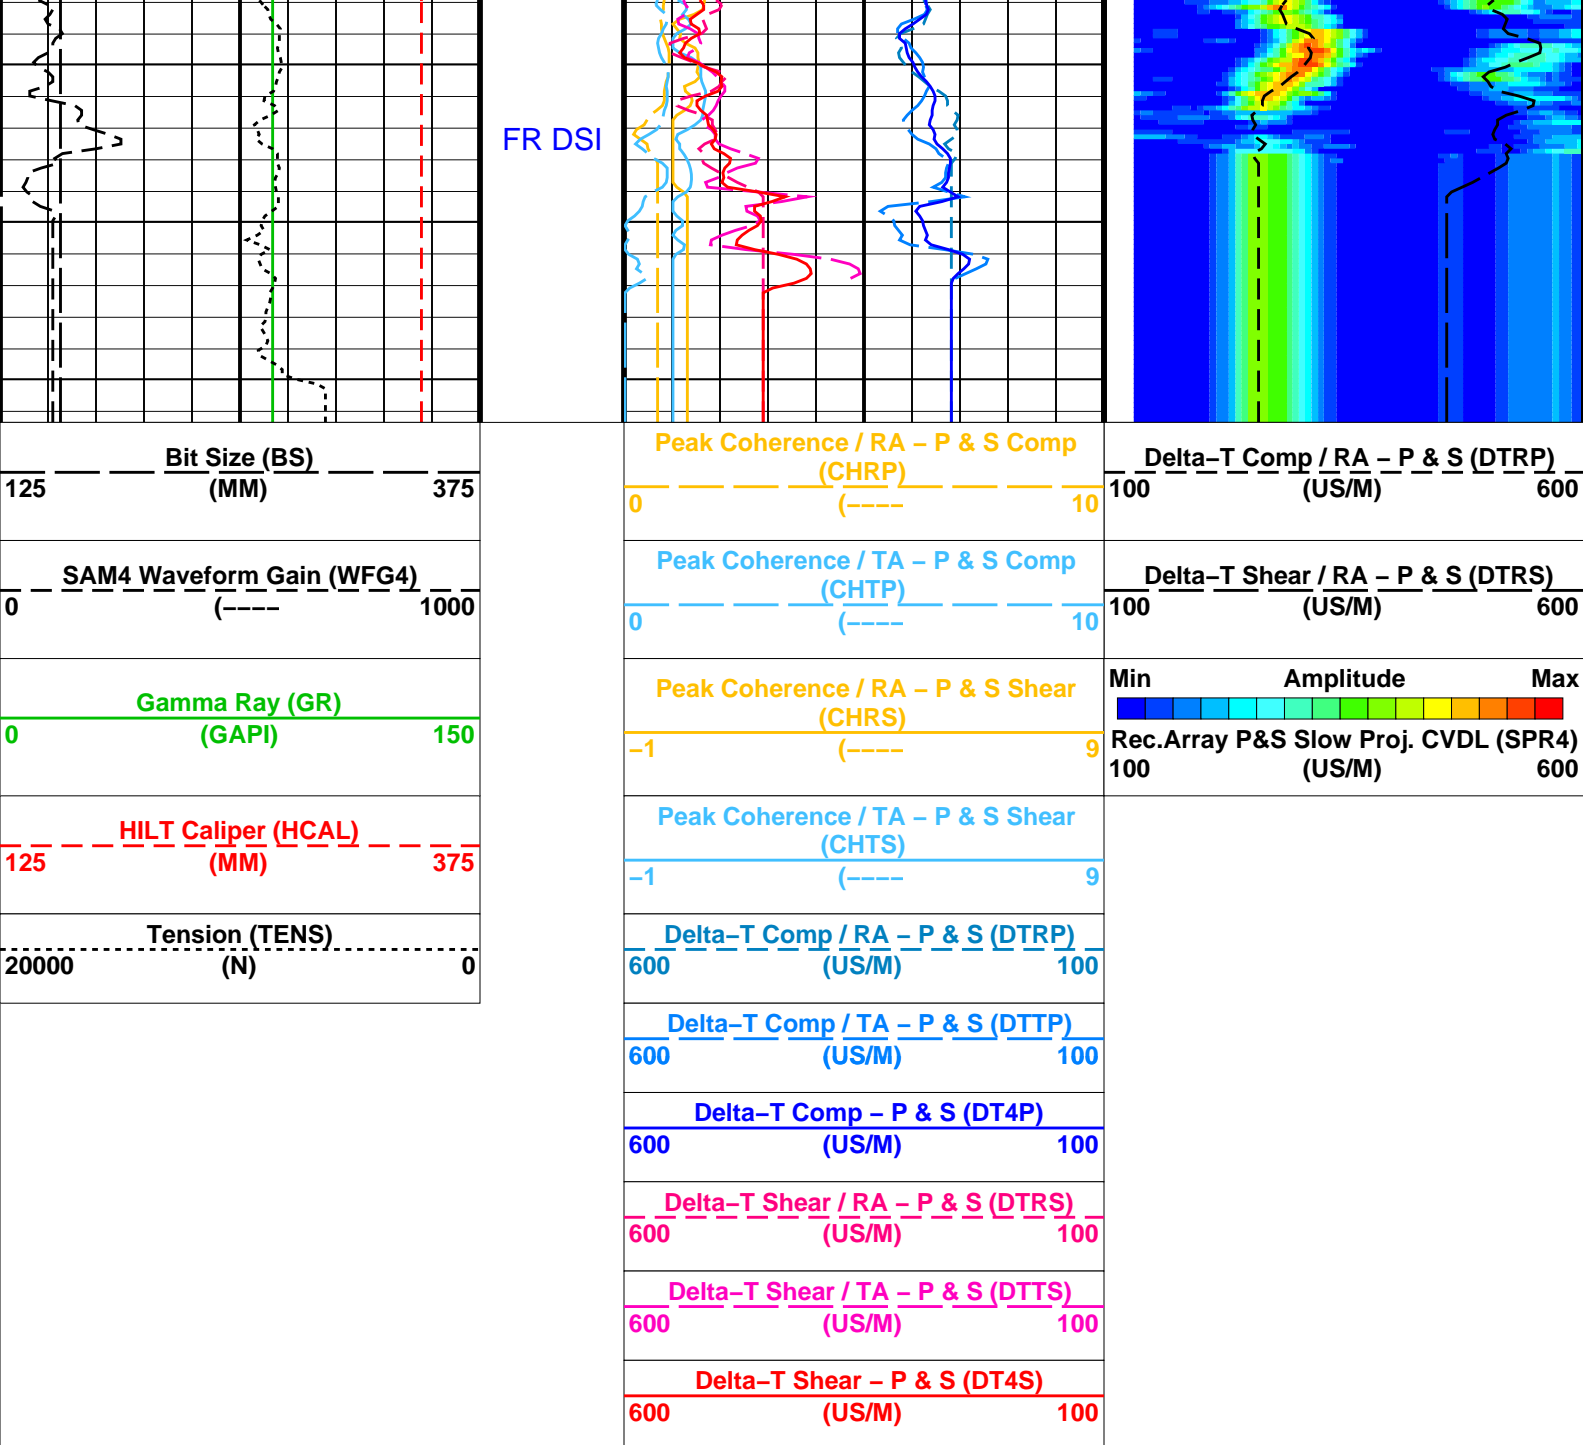 FR DSI
Bit Size (BS)
125 (MM) 375
SAM4 Waveform Gain (WFG4)
0 (−−−− 1000
Gamma Ray (GR)
0 (GAPI) 150
HILT Caliper (HCAL)
125 (MM) 375
Tension (TENS)
20000 (N) 0
Peak Coherence / RA − P & S Comp
(CHRP)
0 (−−−− 10
Peak Coherence / TA − P & S Comp
(CHTP)
0 (−−−− 10
Peak Coherence / RA − P & S Shear
(CHRS)
−1 (−−−− 9
Peak Coherence / TA − P & S Shear
(CHTS)
−1 (−−−− 9
Delta−T Comp / RA − P & S (DTRP)
600 (US/M) 100
Delta−T Comp / TA − P & S (DTTP)
600 (US/M) 100
Delta−T Comp − P & S (DT4P)
600 (US/M) 100
Delta−T Shear / RA − P & S (DTRS)
600 (US/M) 100
Delta−T Shear / TA − P & S (DTTS)
600 (US/M) 100
Delta−T Shear − P & S (DT4S)
600 (US/M) 100
Delta−T Comp / RA − P & S (DTRP)
100 (US/M) 600
Delta−T Shear / RA − P & S (DTRS)
100 (US/M) 600
Min Amplitude Max
Rec.Array P&S Slow Proj. CVDL (SPR4)
100 (US/M) 600